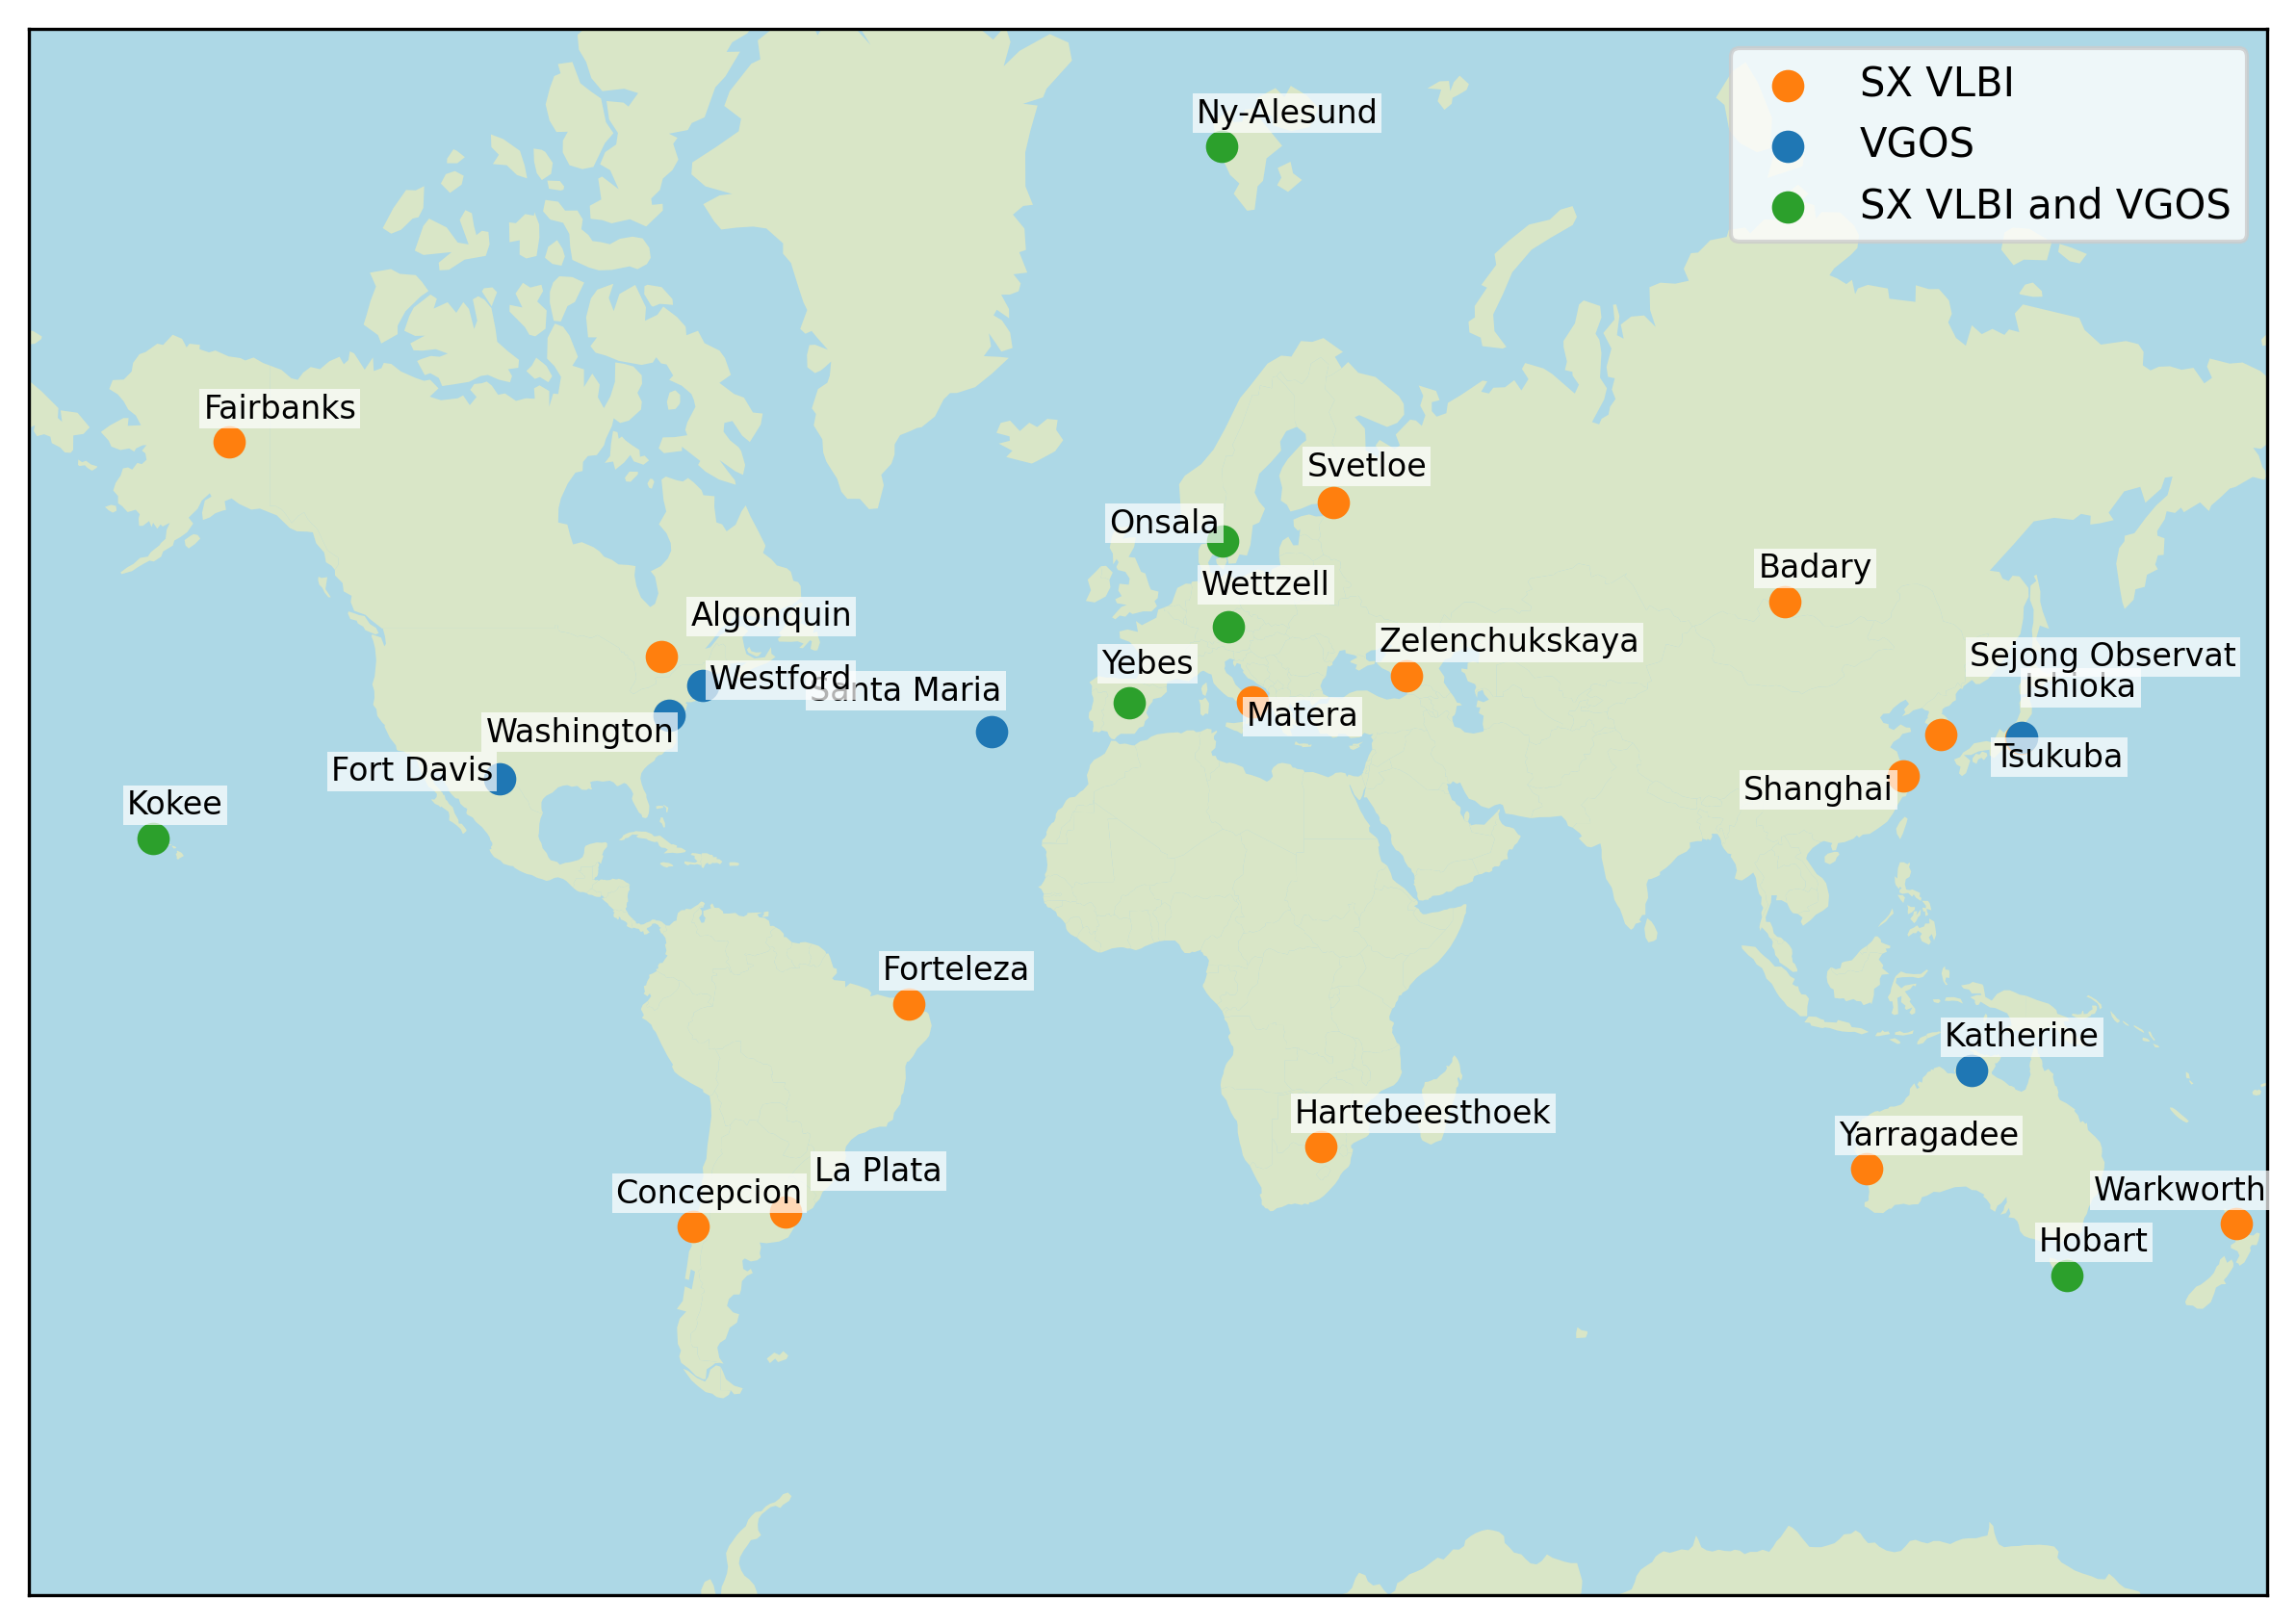 SX VLBI
VGOS
SX VLBI and VGOS
Ny-Alesund
Fairbanks
Svetloe
Onsala
Badary
Wettzell
Algonquin
Zelenchukskaya
Sejong Observat
Yebes
Ishioka
Westford
Santa Maria
Matera
Washington
Tsukuba
Fort Davis
Shanghai
Kokee
Forteleza
Katherine
Hartebeesthoek
Yarragadee
La Plata
Concepcion
Warkworth
Hobart